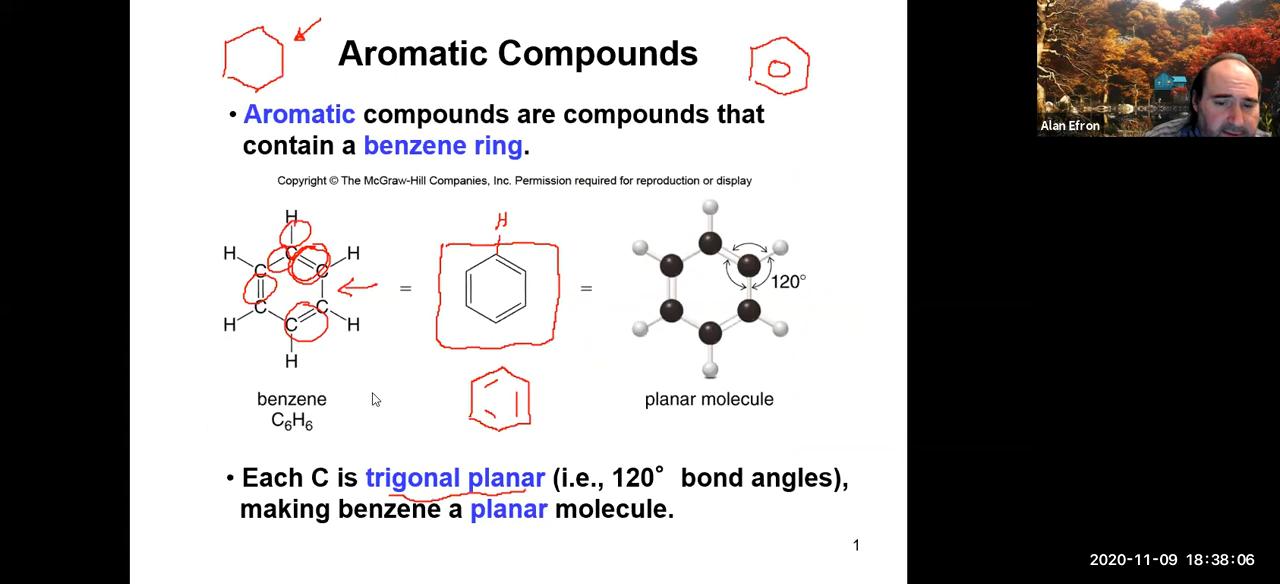 Aromatic Compounds
• Aromatic compounds are compounds that
contain a benzene ring.
Copyright © The McGraw-Hill Companies, Inc. Permission required for reproduction or display
H
H
H H
C
C C
= =
120°
C C
C
H H
H
benzene
C₆H₆
planar molecule
• Each C is trigonal planar (i.e., 120° bond angles),
making benzene a planar molecule.
1
Alan Efron
2020-11-09 18:38:06